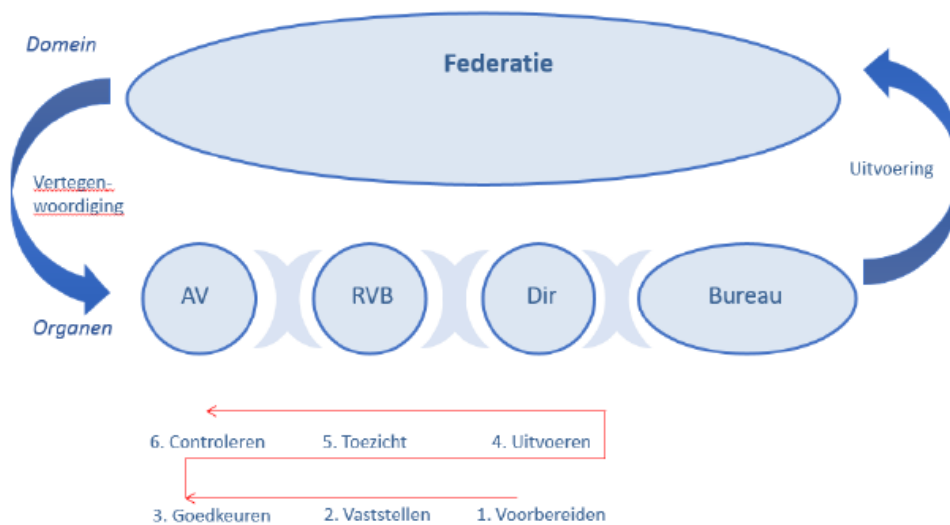 Domein
Federatie
Vertegen-
woordiging
Uitvoering
AV
RVB
Dir
Bureau
Organen
6. Controleren
5. Toezicht
4. Uitvoeren
3. Goedkeuren
2. Vaststellen
1. Voorbereiden